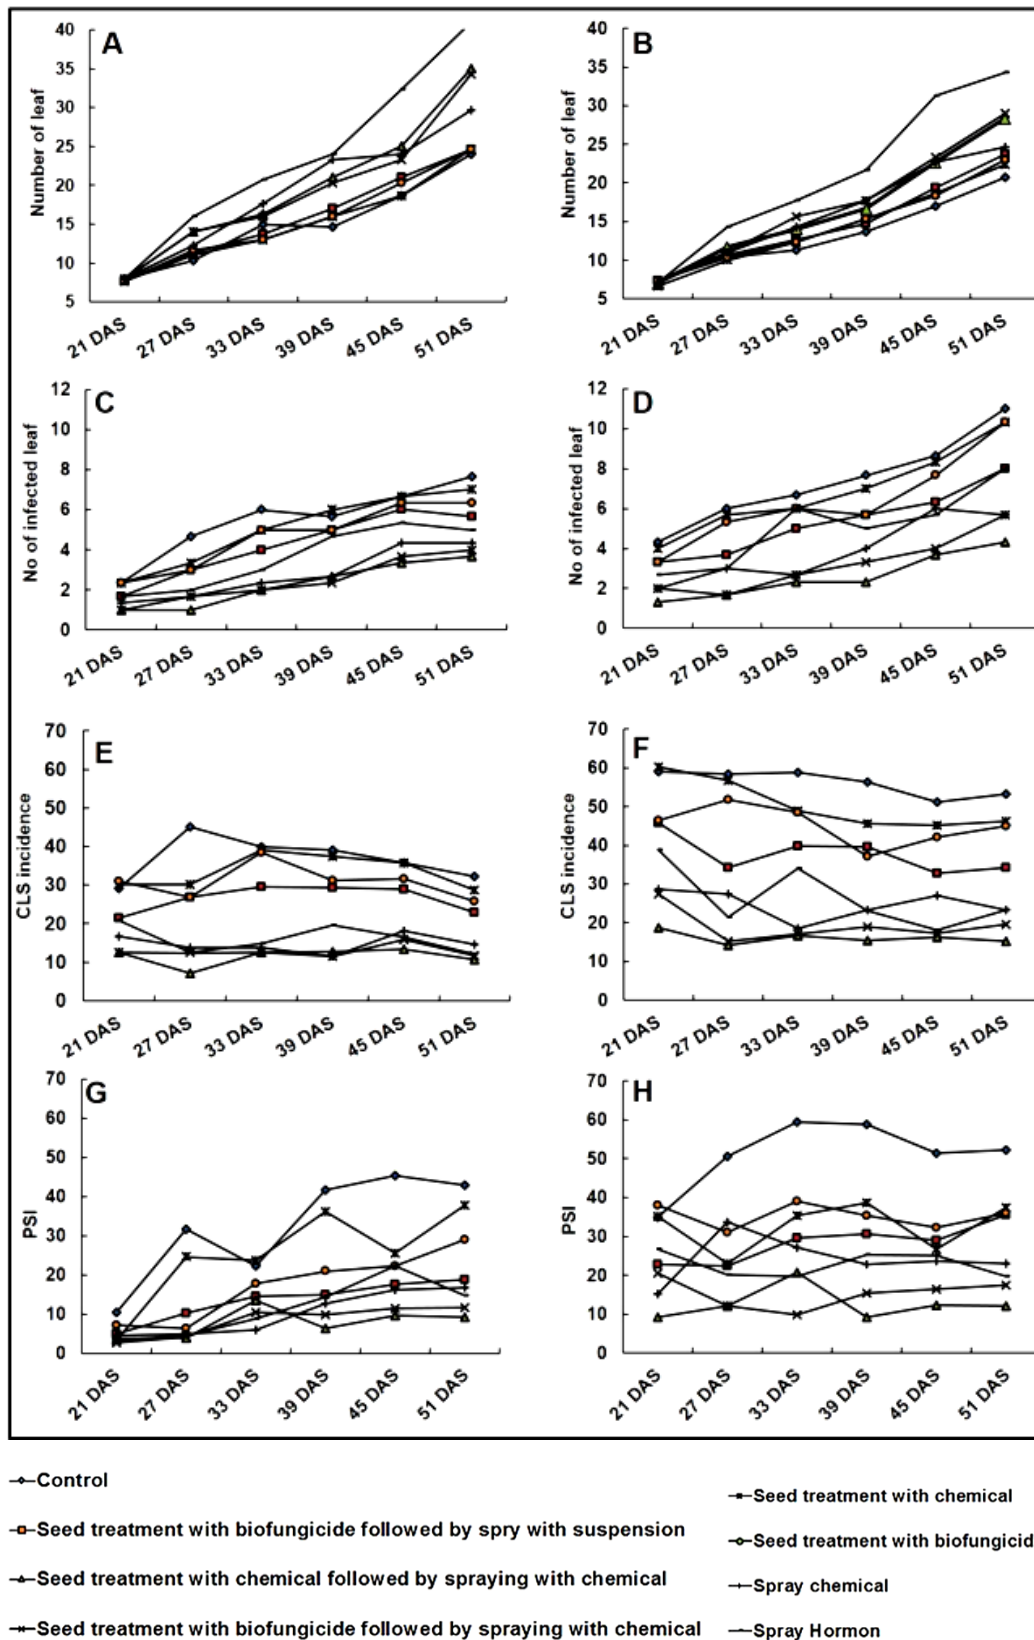 A
Number of leaf
40
35
30
25
20
15
10
5
21 DAS 27 DAS 33 DAS 39 DAS 45 DAS 51 DAS
B
Number of leaf
40
35
30
25
20
15
10
5
21 DAS 27 DAS 33 DAS 39 DAS 45 DAS 51 DAS
C
No of infected leaf
12
10
8
6
4
2
0
21 DAS 27 DAS 33 DAS 39 DAS 45 DAS 51 DAS
D
No of infected leaf
12
10
8
6
4
2
0
21 DAS 27 DAS 33 DAS 39 DAS 45 DAS 51 DAS
E
CLS incidence
70
60
50
40
30
20
10
0
21 DAS 27 DAS 33 DAS 39 DAS 45 DAS 51 DAS
F
CLS incidence
70
60
50
40
30
20
10
0
21 DAS 27 DAS 33 DAS 39 DAS 45 DAS 51 DAS
G
PSI
70
60
50
40
30
20
10
0
21 DAS 27 DAS 33 DAS 39 DAS 45 DAS 51 DAS
H
PSI
70
60
50
40
30
20
10
0
21 DAS 27 DAS 33 DAS 39 DAS 45 DAS 51 DAS
Control
Seed treatment with biofungicide followed by spry with suspension
Seed treatment with chemical followed by spraying with chemical
Seed treatment with biofungicide followed by spraying with chemical
Seed treatment with chemical
Seed treatment with biofungicid
Spray chemical
Spray Hormon